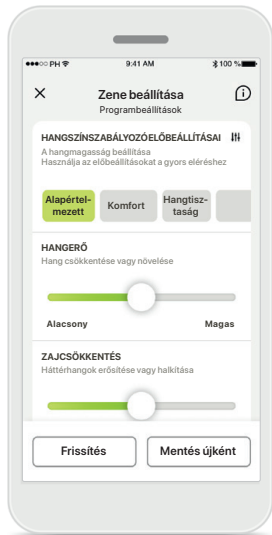 PH 9:41 AM 100 %
Zene beállítása
Programbeállítások
HANGSZÍNSZABÁLYOZÓ ELŐBEÁLLÍTÁSAI
A hangmagasság beállítása
Használja az előbeállításokat a gyors eléréshez
Alapértel-
mezett
Komfort
Hangtisz-
taság
HANGERŐ
Hang csökkentése vagy növelése
Alacsony Magas
ZAJCSÖKKENTÉS
Háttérhangok erősítése vagy halkítása
Frissítés Mentés újként